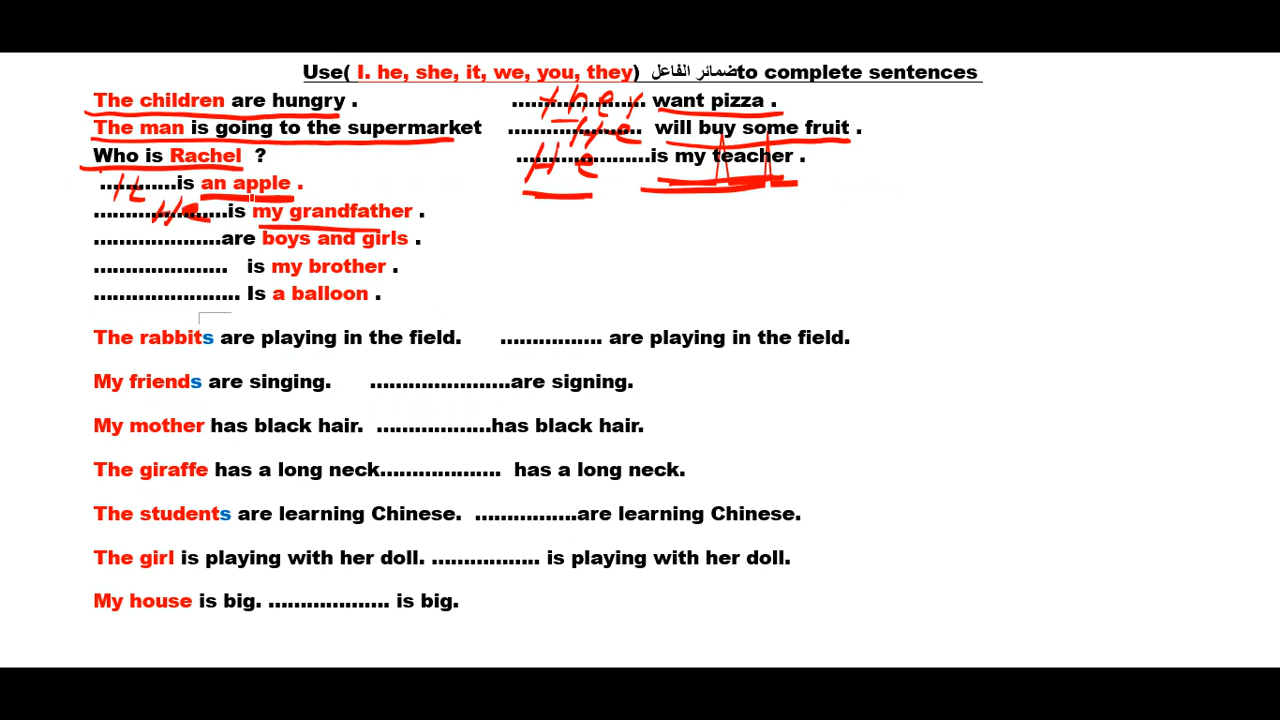 Use( I. he, she, it, we, you, they) ضمائر الفاعل to complete sentences
The children are hungry . ...................... they want pizza .
The man is going to the supermarket ...................... He will buy some fruit .
Who is Rachel ? ...................... He is my teacher .
............ It is an apple .
...................... He is my grandfather .
.....................are boys and girls .
...................... is my brother .
....................... Is a balloon .
The rabbits are playing in the field. ................ are playing in the field.
My friends are singing. ......................are signing.
My mother has black hair. ..................has black hair.
The giraffe has a long neck................... has a long neck.
The students are learning Chinese. ................are learning Chinese.
The girl is playing with her doll. ................. is playing with her doll.
My house is big. ................... is big.